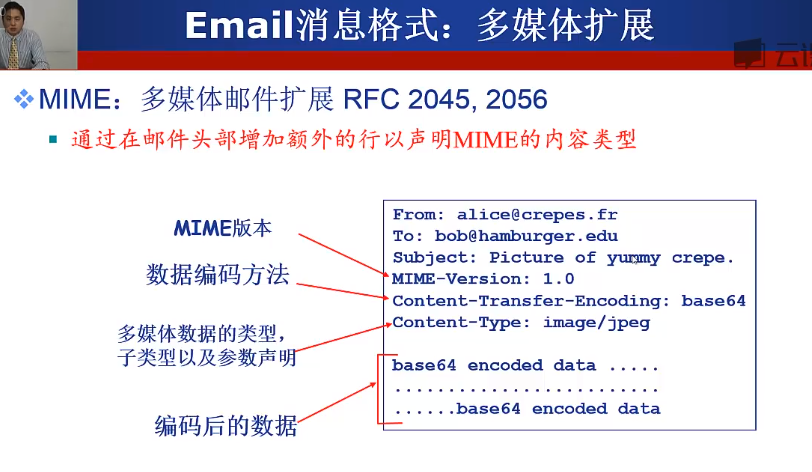 Email消息格式：多媒体扩展
MIME：多媒体邮件扩展 RFC 2045, 2056
通过在邮件头部增加额外的行以声明MIME的内容类型
MIME版本
数据编码方法
多媒体数据的类型，
子类型以及参数声明
编码后的数据
From: alice@crepes.fr
To: bob@hamburger.edu
Subject: Picture of yummy crepe.
MIME-Version: 1.0
Content-Transfer-Encoding: base64
Content-Type: image/jpeg
base64 encoded data .....
.........................
......base64 encoded data